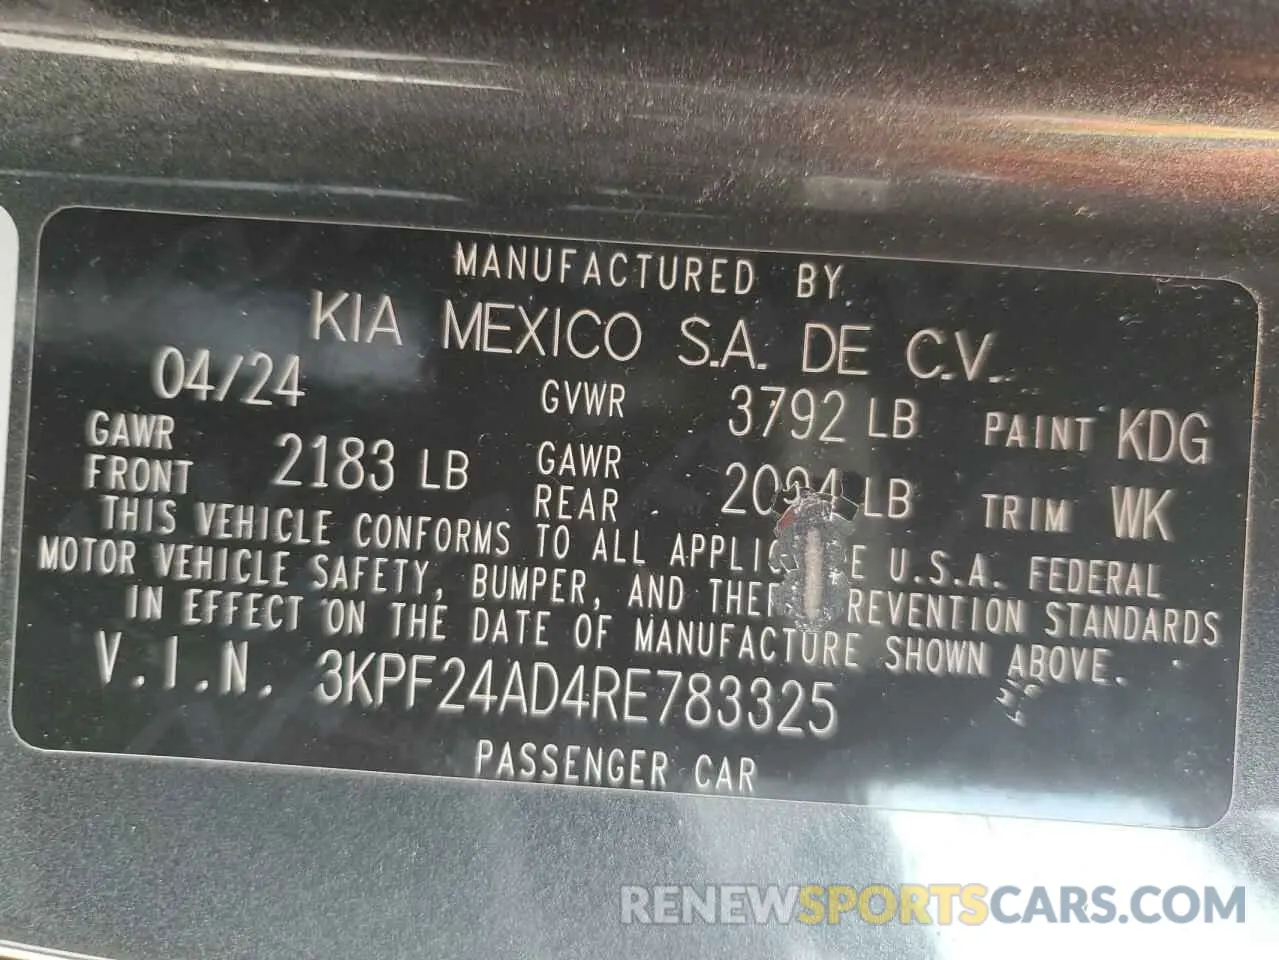 MANUFACTURED BY
KIA MEXICO S.A. DE C.V.
04/24 GVWR 3792 LB PAINT KDG
GAWR FRONT 2183 LB GAWR REAR 2094 LB TRIM WK
THIS VEHICLE CONFORMS TO ALL U.S.A. FEDERAL
MOTOR VEHICLE SAFETY, BUMPER, AND STANDARDS
IN EFFECT ON THE DATE OF MANUFACTURE SHOWN ABOVE.
V.I.N. 3KPF24AD4RE783325
PASSENGER CAR
RENEWSPORTSCARS.COM